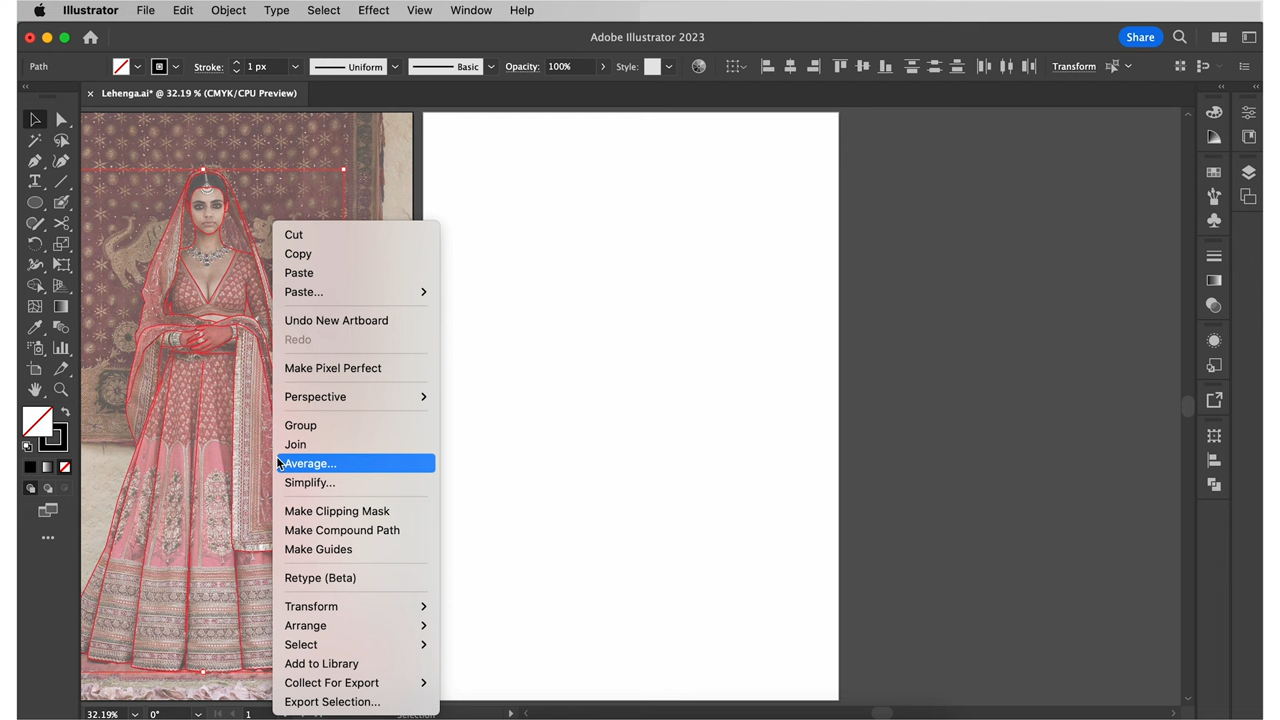 Illustrator File Edit Object Type Select Effect View Window Help
Adobe Illustrator 2023
Share
Path
Stroke: 1 px
Uniform
Basic
Opacity: 100%
Style:
Transform
× Lehenga.ai* @ 32.19 % (CMYK/CPU Preview)
Cut
Copy
Paste
Paste...
Undo New Artboard
Redo
Make Pixel Perfect
Perspective
Group
Join
Average...
Simplify...
Make Clipping Mask
Make Compound Path
Make Guides
Retype (Beta)
Transform
Arrange
Select
Add to Library
Collect For Export
Export Selection...
32.19% 0° 1 Selection